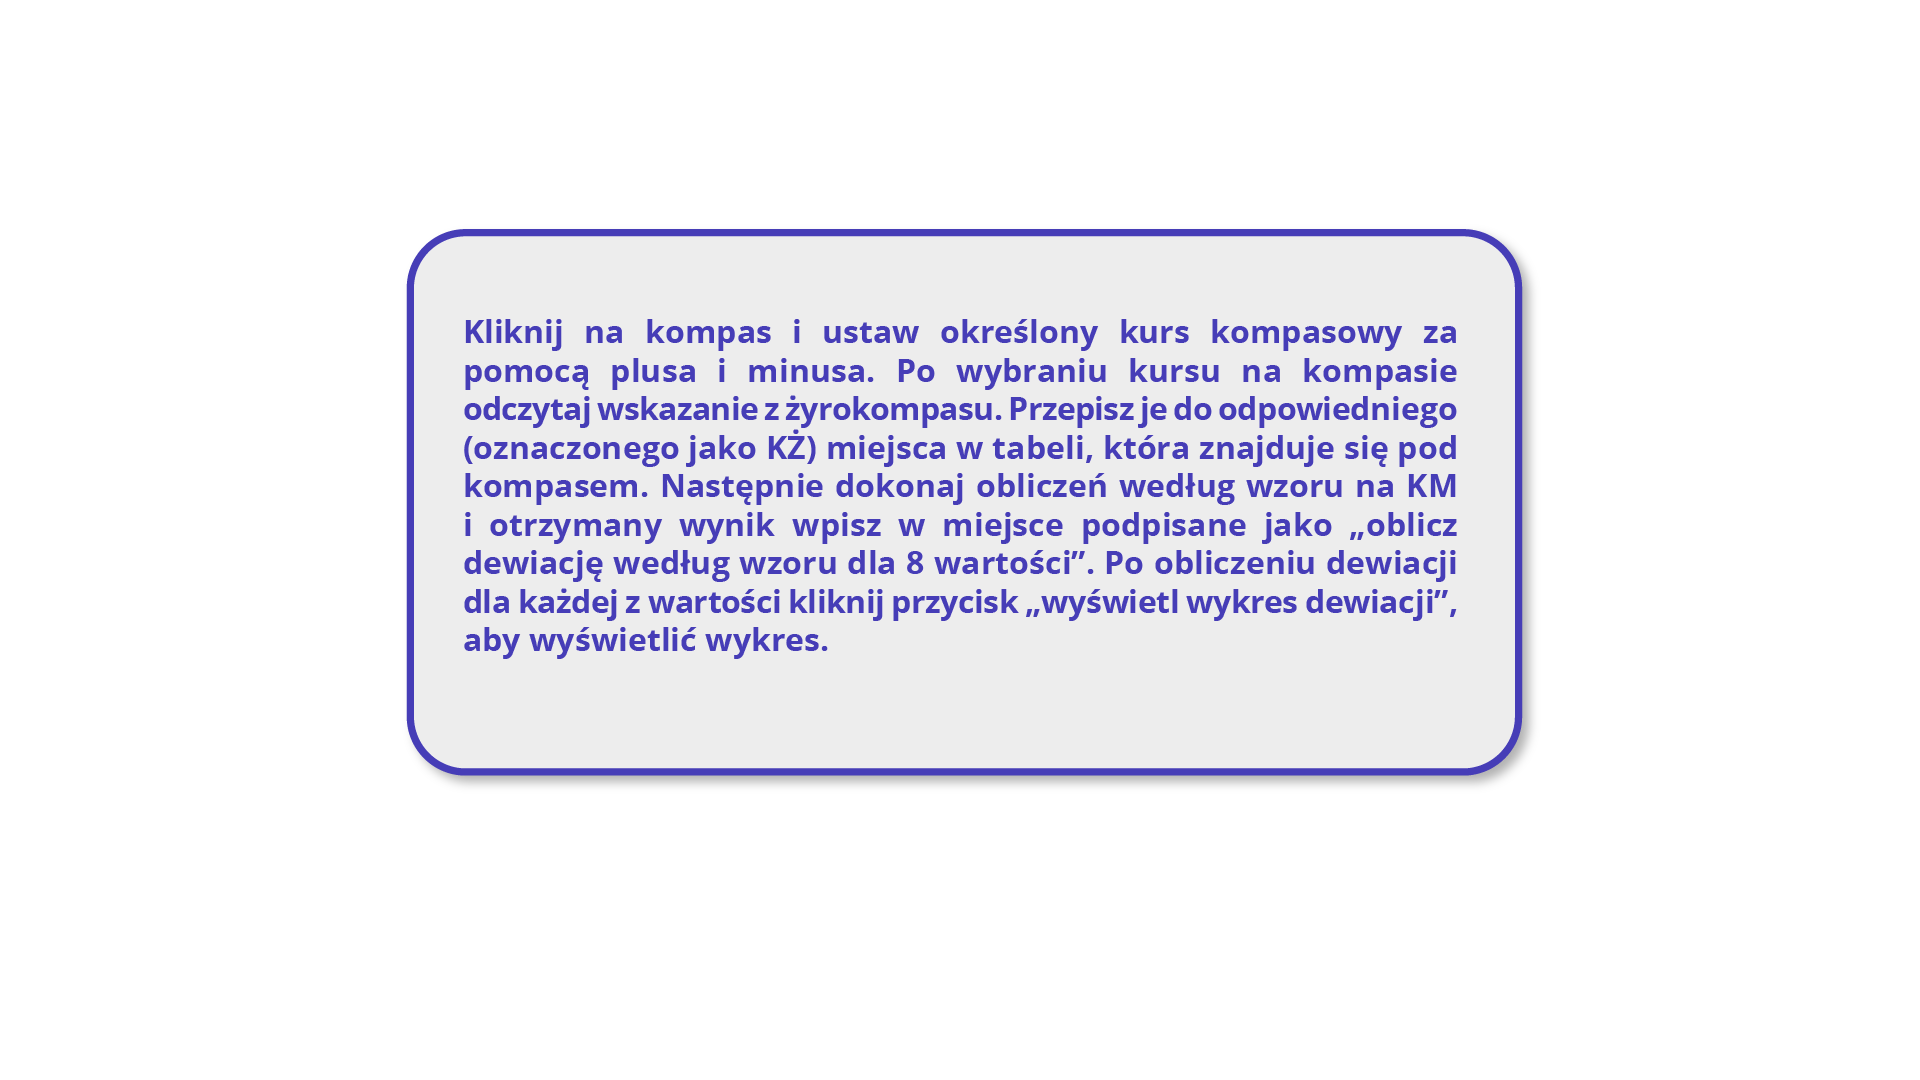 Kliknij na kompas i ustaw określony kurs kompasowy za
pomocą plusa i minusa. Po wybraniu kursu na kompasie
odczytaj wskazanie z żyrokompasu. Przepisz je do odpowiedniego
(oznaczonego jako KŻ) miejsca w tabeli, która znajduje się pod
kompasem. Następnie dokonaj obliczeń według wzoru na KM
i otrzymany wynik wpisz w miejsce podpisane jako „oblicz
dewiację według wzoru dla 8 wartości”. Po obliczeniu dewiacji
dla każdej z wartości kliknij przycisk „wyświetl wykres dewiacji”,
aby wyświetlić wykres.